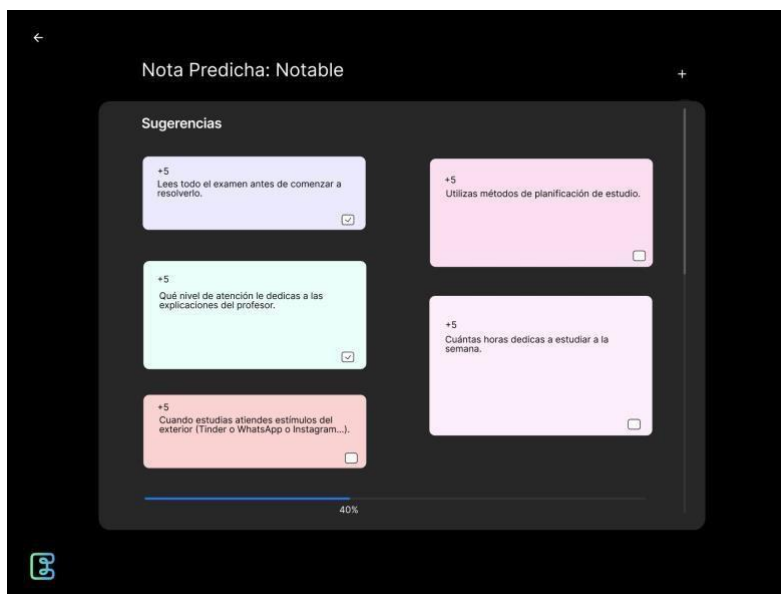 ←
Nota Predicha: Notable
+
Sugerencias
+5
Lees todo el examen antes de comenzar a
resolverlo.
+5
Qué nivel de atención le dedicas a las
explicaciones del profesor.
+5
Cuando estudias atiendes estímulos del
exterior (Tinder o WhatsApp o Instagram...).
+5
Utilizas métodos de planificación de estudio.
+5
Cuántas horas dedicas a estudiar a la
semana.
40%